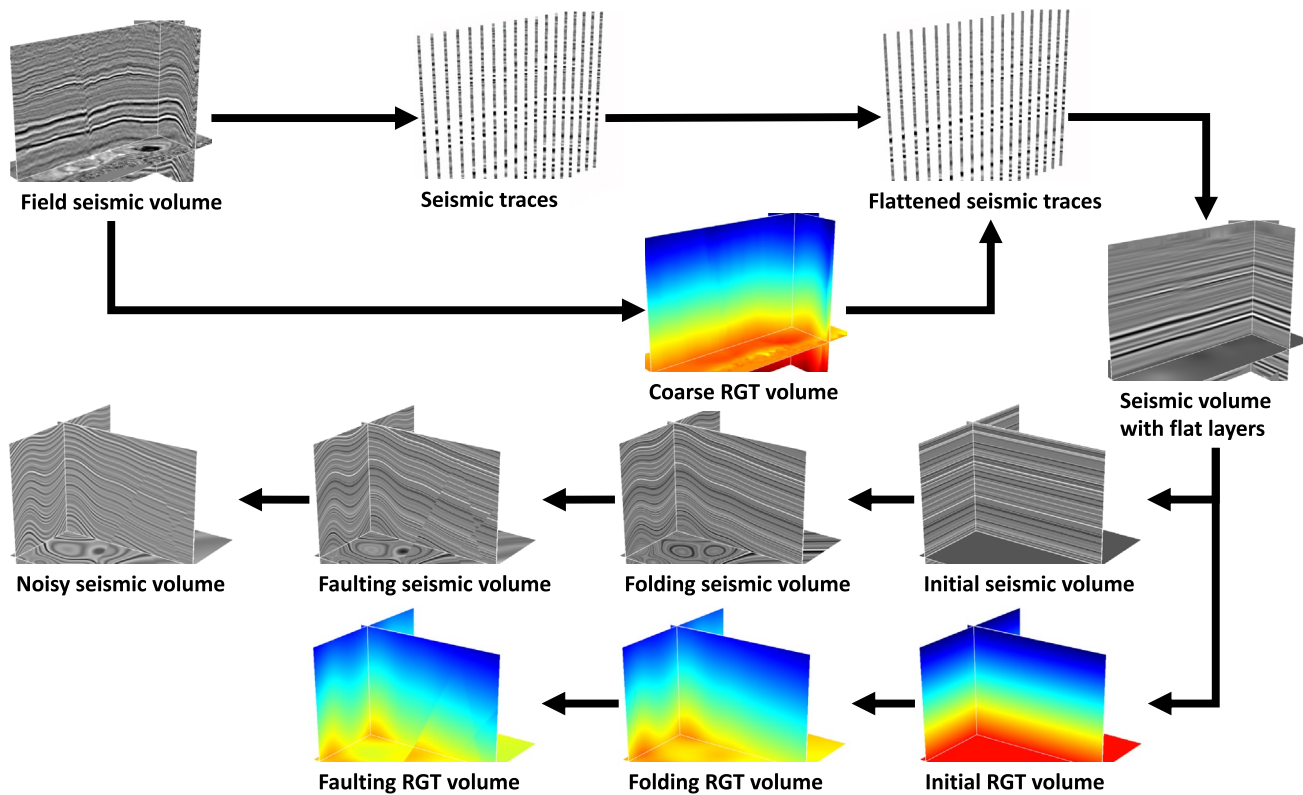 Field seismic volume
Seismic traces
Flattened seismic traces
Coarse RGT volume
Seismic volume
with flat layers
Noisy seismic volume
Faulting seismic volume
Folding seismic volume
Initial seismic volume
Faulting RGT volume
Folding RGT volume
Initial RGT volume